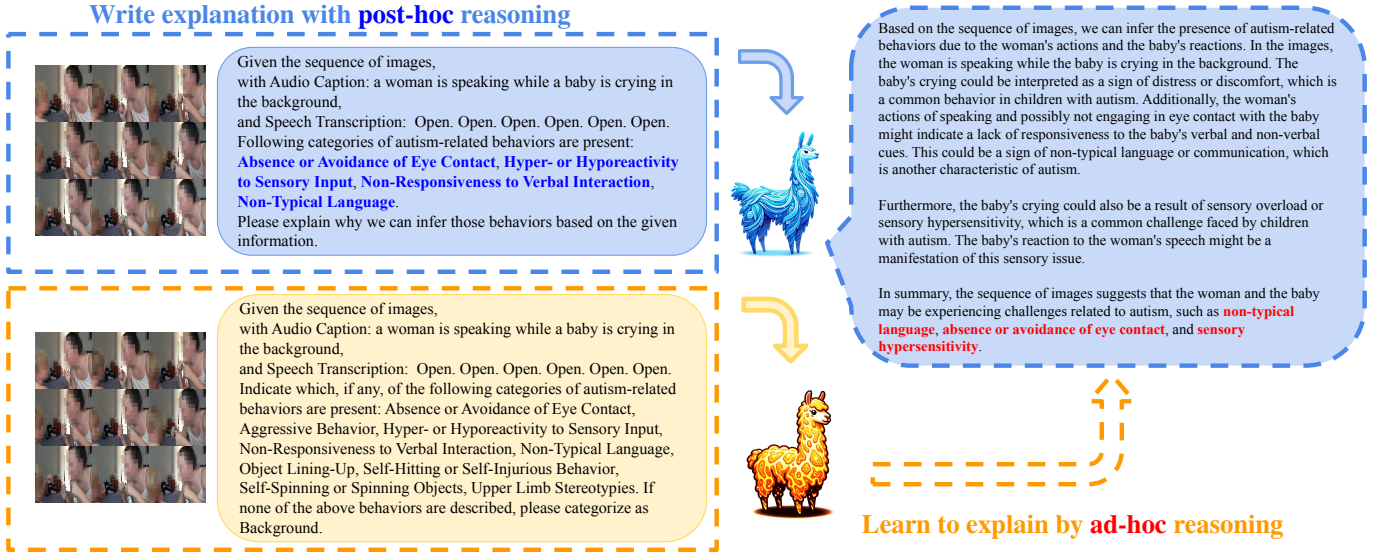 Write explanation with post-hoc reasoning
Given the sequence of images,
with Audio Caption: a woman is speaking while a baby is crying in
the background,
and Speech Transcription: Open. Open. Open. Open. Open. Open.
Following categories of autism-related behaviors are present:
Absence or Avoidance of Eye Contact, Hyper- or Hyporeactivity
to Sensory Input, Non-Responsiveness to Verbal Interaction,
Non-Typical Language.
Please explain why we can infer those behaviors based on the given
information.
Given the sequence of images,
with Audio Caption: a woman is speaking while a baby is crying in
the background,
and Speech Transcription: Open. Open. Open. Open. Open. Open.
Indicate which, if any, of the following categories of autism-related
behaviors are present: Absence or Avoidance of Eye Contact,
Aggressive Behavior, Hyper- or Hyporeactivity to Sensory Input,
Non-Responsiveness to Verbal Interaction, Non-Typical Language,
Object Lining-Up, Self-Hitting or Self-Injurious Behavior,
Self-Spinning or Spinning Objects, Upper Limb Stereotypies. If
none of the above behaviors are described, please categorize as
Background.
Based on the sequence of images, we can infer the presence of autism-related
behaviors due to the woman's actions and the baby's reactions. In the images,
the woman is speaking while the baby is crying in the background. The
baby's crying could be interpreted as a sign of distress or discomfort, which is
a common behavior in children with autism. Additionally, the woman's
actions of speaking and possibly not engaging in eye contact with the baby
might indicate a lack of responsiveness to the baby's verbal and non-verbal
cues. This could be a sign of non-typical language or communication, which
is another characteristic of autism.
Furthermore, the baby's crying could also be a result of sensory overload or
sensory hypersensitivity, which is a common challenge faced by children
with autism. The baby's reaction to the woman's speech might be a
manifestation of this sensory issue.
In summary, the sequence of images suggests that the woman and the baby
may be experiencing challenges related to autism, such as non-typical
language, absence or avoidance of eye contact, and sensory
hypersensitivity.
Learn to explain by ad-hoc reasoning